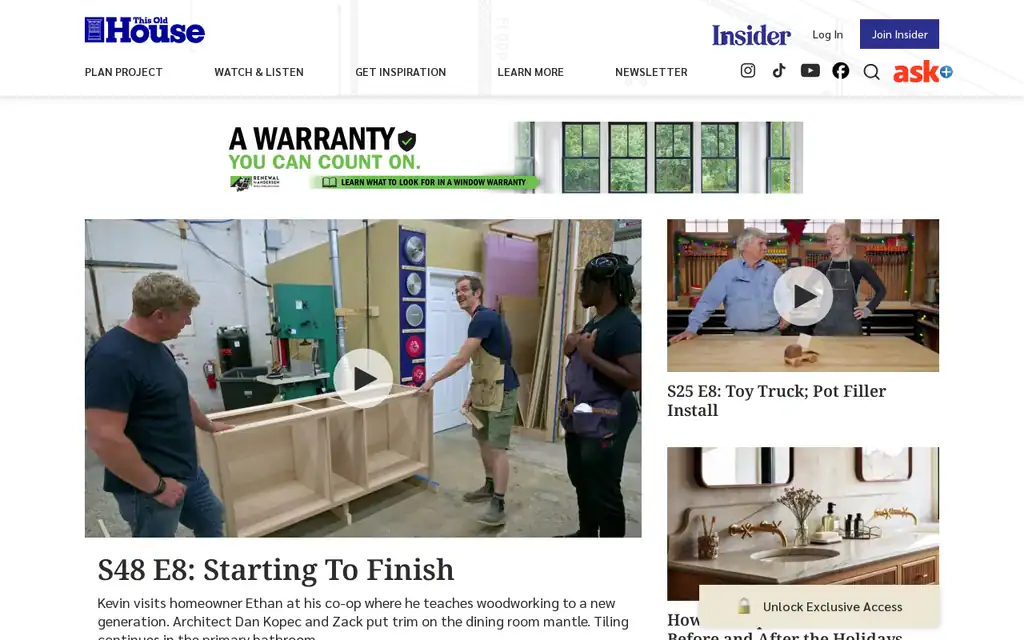 This Old
House
Insider
Log In
Join Insider
PLAN PROJECT
WATCH & LISTEN
GET INSPIRATION
LEARN MORE
NEWSLETTER
ask+
A WARRANTY
YOU CAN COUNT ON.
RENEWAL
LEARN WHAT TO LOOK FOR IN A WINDOW WARRANTY
S25 E8: Toy Truck; Pot Filler
Install
S48 E8: Starting To Finish
Kevin visits homeowner Ethan at his co-op where he teaches woodworking to a new
generation. Architect Dan Kopec and Zack put trim on the dining room mantle. Tiling
continues in the primary bathroom
Unlock Exclusive Access
Before and After the Holidays